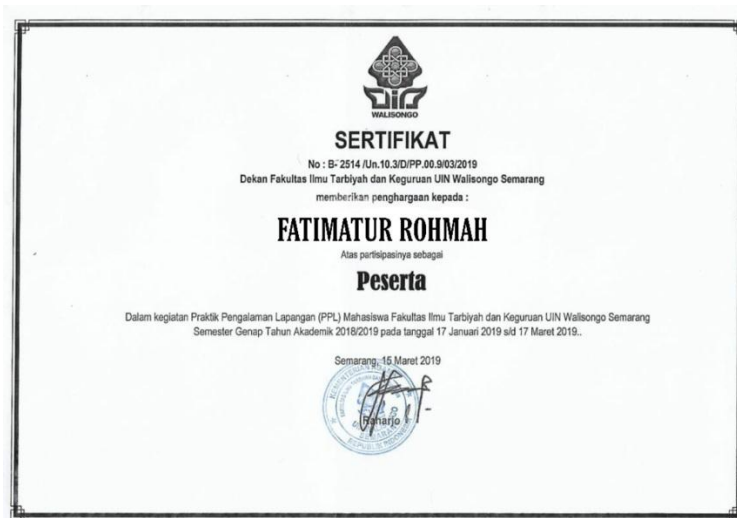 WALISONGO
SERTIFIKAT
No : B- 2514 /Un.10.3/D/PP.00.9/03/2019
Dekan Fakultas Ilmu Tarbiyah dan Keguruan UIN Walisongo Semarang
memberikan penghargaan kepada :
FATIMATUR ROHMAH
Atas partisipasinya sebagai
Peserta
Dalam kegiatan Praktik Pengalaman Lapangan (PPL) Mahasiswa Fakultas Ilmu Tarbiyah dan Keguruan UIN Walisongo Semarang
Semester Genap Tahun Akademik 2018/2019 pada tanggal 17 Januari 2019 s/d 17 Maret 2019..
Semarang, 15 Maret 2019
Raharjo
REPUBLIK INDONESIA